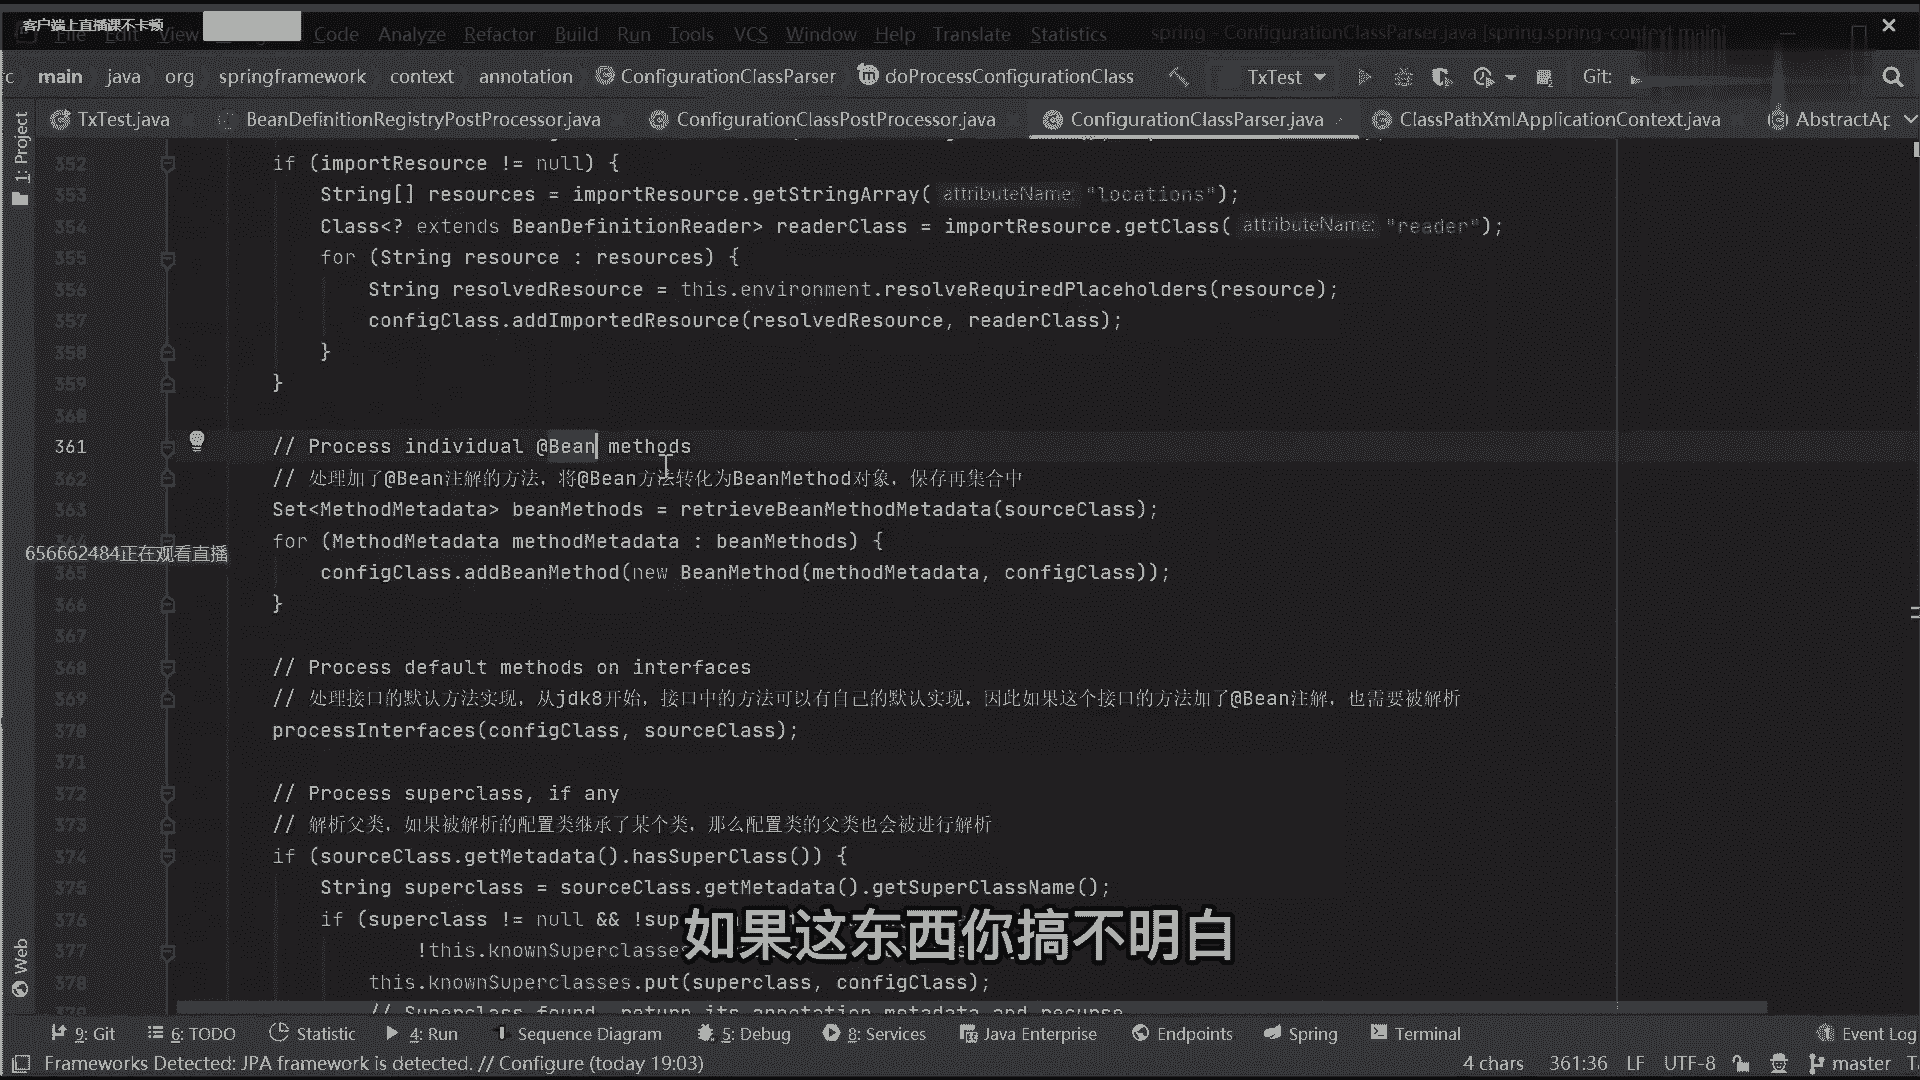 客户端上直播课不卡顿
File Edit View Code Analyze Refactor Build Run Tools VCS Window Help Translate Statistics spring - ConfigurationClassParser.java [spring.spring-context.main]
main java org springframework context annotation ConfigurationClassParser doProcessConfigurationClass TxTest Git:
TxTest.java BeanDefinitionRegistryPostProcessor.java ConfigurationClassPostProcessor.java ConfigurationClassParser.java ClassPathXmlApplicationContext.java AbstractAp
1: Project
352 if (importResource != null) {
353 String[] resources = importResource.getStringArray( attributeName: "locations");
354 Class<? extends BeanDefinitionReader> readerClass = importResource.getClass( attributeName: "reader");
355 for (String resource : resources) {
356 String resolvedResource = this.environment.resolveRequiredPlaceholders(resource);
357 configClass.addImportedResource(resolvedResource, readerClass);
358 }
359 }
360
361 // Process individual @Bean methods
362 // 处理加了@Bean注解的方法，将@Bean方法转化为BeanMethod对象，保存再集合中
363 Set<MethodMetadata> beanMethods = retrieveBeanMethodMetadata(sourceClass);
364 for (MethodMetadata methodMetadata : beanMethods) {
656662484正在观看直播
365 configClass.addBeanMethod(new BeanMethod(methodMetadata, configClass));
366 }
367
368 // Process default methods on interfaces
369 // 处理接口的默认方法实现，从jdk8开始，接口中的方法可以有自己的默认实现，因此如果这个接口的方法加了@Bean注解，也需要被解析
370 processInterfaces(configClass, sourceClass);
371
372 // Process superclass, if any
373 // 解析父类，如果被解析的配置类继承了某个类，那么配置类的父类也会被进行解析
374 if (sourceClass.getMetadata().hasSuperClass()) {
375 String superclass = sourceClass.getMetadata().getSuperClassName();
376 if (superclass != null && !sup
如果这东西你搞不明白
377 !this.knownSuperclasses
378 this.knownSuperclasses.put(superclass, configClass);
379 // Superclass found, return its annotation metadata and recurse
Web
9: Git 6: TODO Statistic 4: Run Sequence Diagram 5: Debug 8: Services Java Enterprise Endpoints Spring Terminal Event Log
Frameworks Detected: JPA framework is detected. // Configure (today 19:03) 4 chars 361:36 LF UTF-8 master